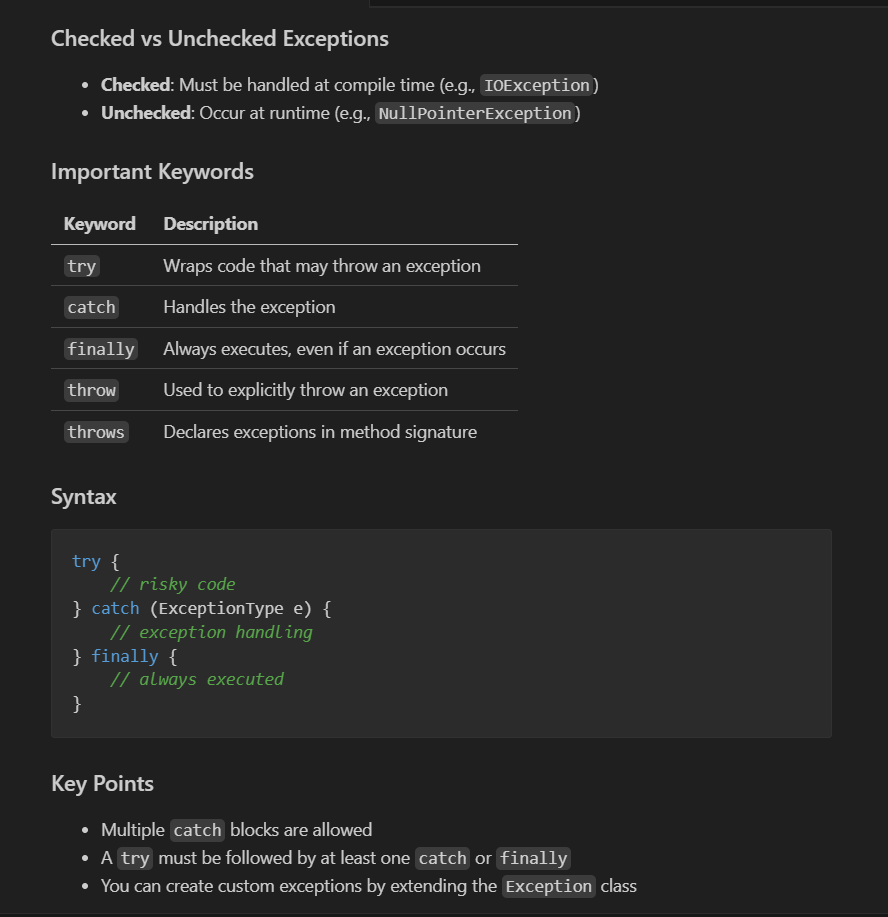 Checked vs Unchecked Exceptions
Checked: Must be handled at compile time (e.g., IOException)
Unchecked: Occur at runtime (e.g., NullPointerException)
Important Keywords
Keyword Description
try Wraps code that may throw an exception
catch Handles the exception
finally Always executes, even if an exception occurs
throw Used to explicitly throw an exception
throws Declares exceptions in method signature
Syntax
try {
    // risky code
} catch (ExceptionType e) {
    // exception handling
} finally {
    // always executed
}
Key Points
Multiple catch blocks are allowed
A try must be followed by at least one catch or finally
You can create custom exceptions by extending the Exception class